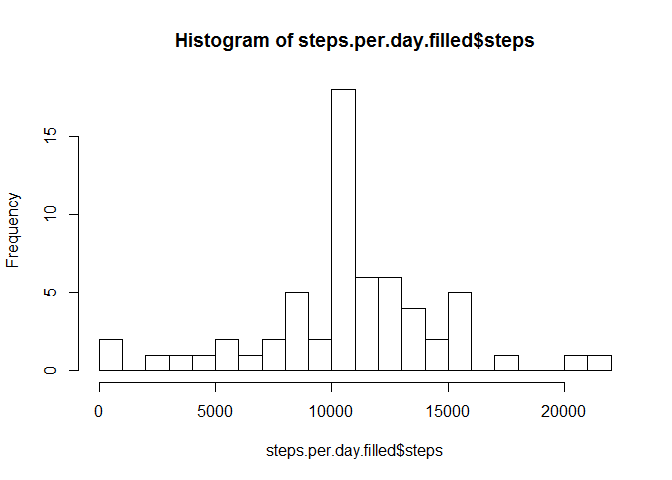 Histogram of steps.per.day.filled$steps
Frequency
15
10
5
0
0 5000 10000 15000 20000
steps.per.day.filled$steps